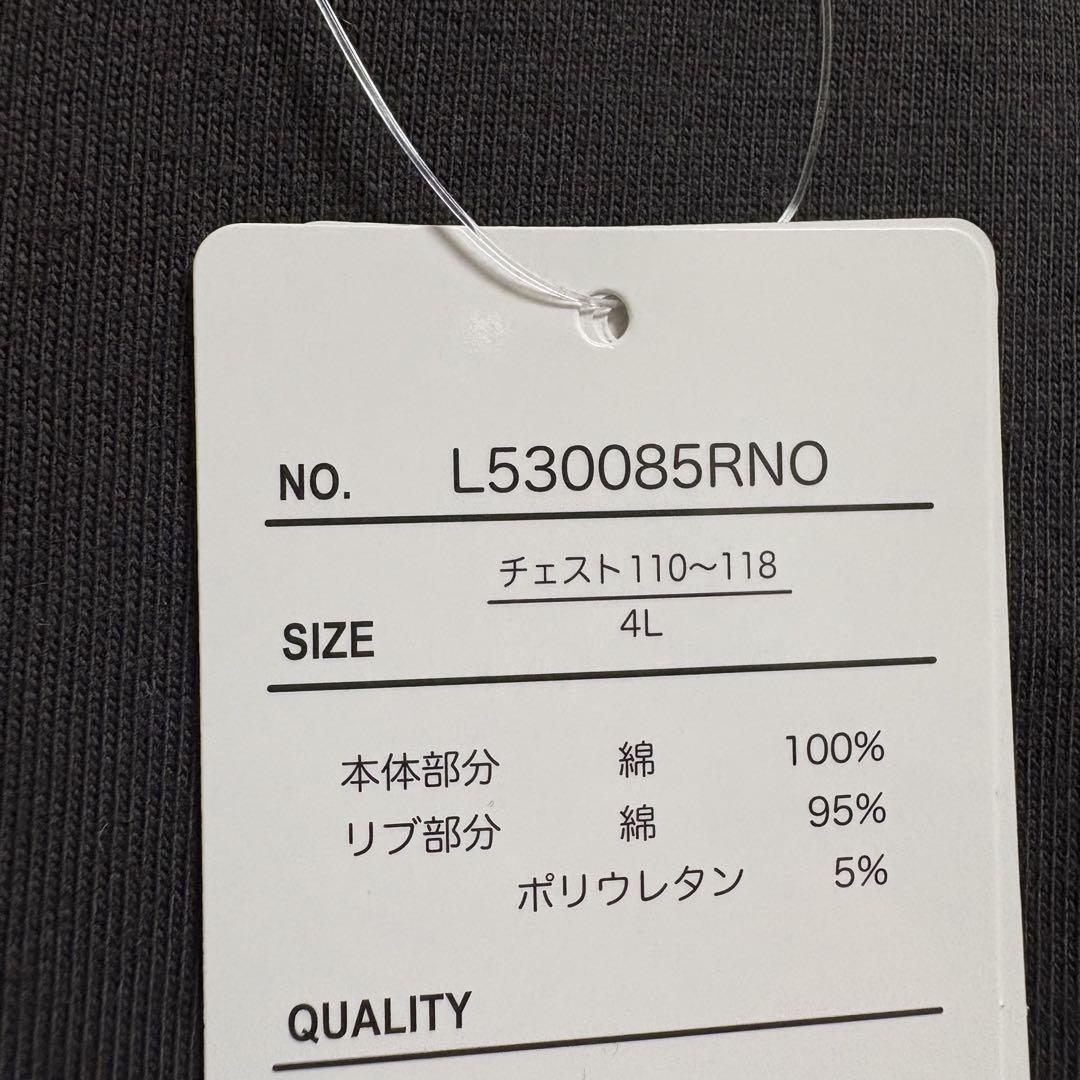 NO. L530085RNO
チェスト110〜118
SIZE
4L
本体部分 綿 100%
リブ部分 綿 95%
ポリウレタン 5%
QUALITY